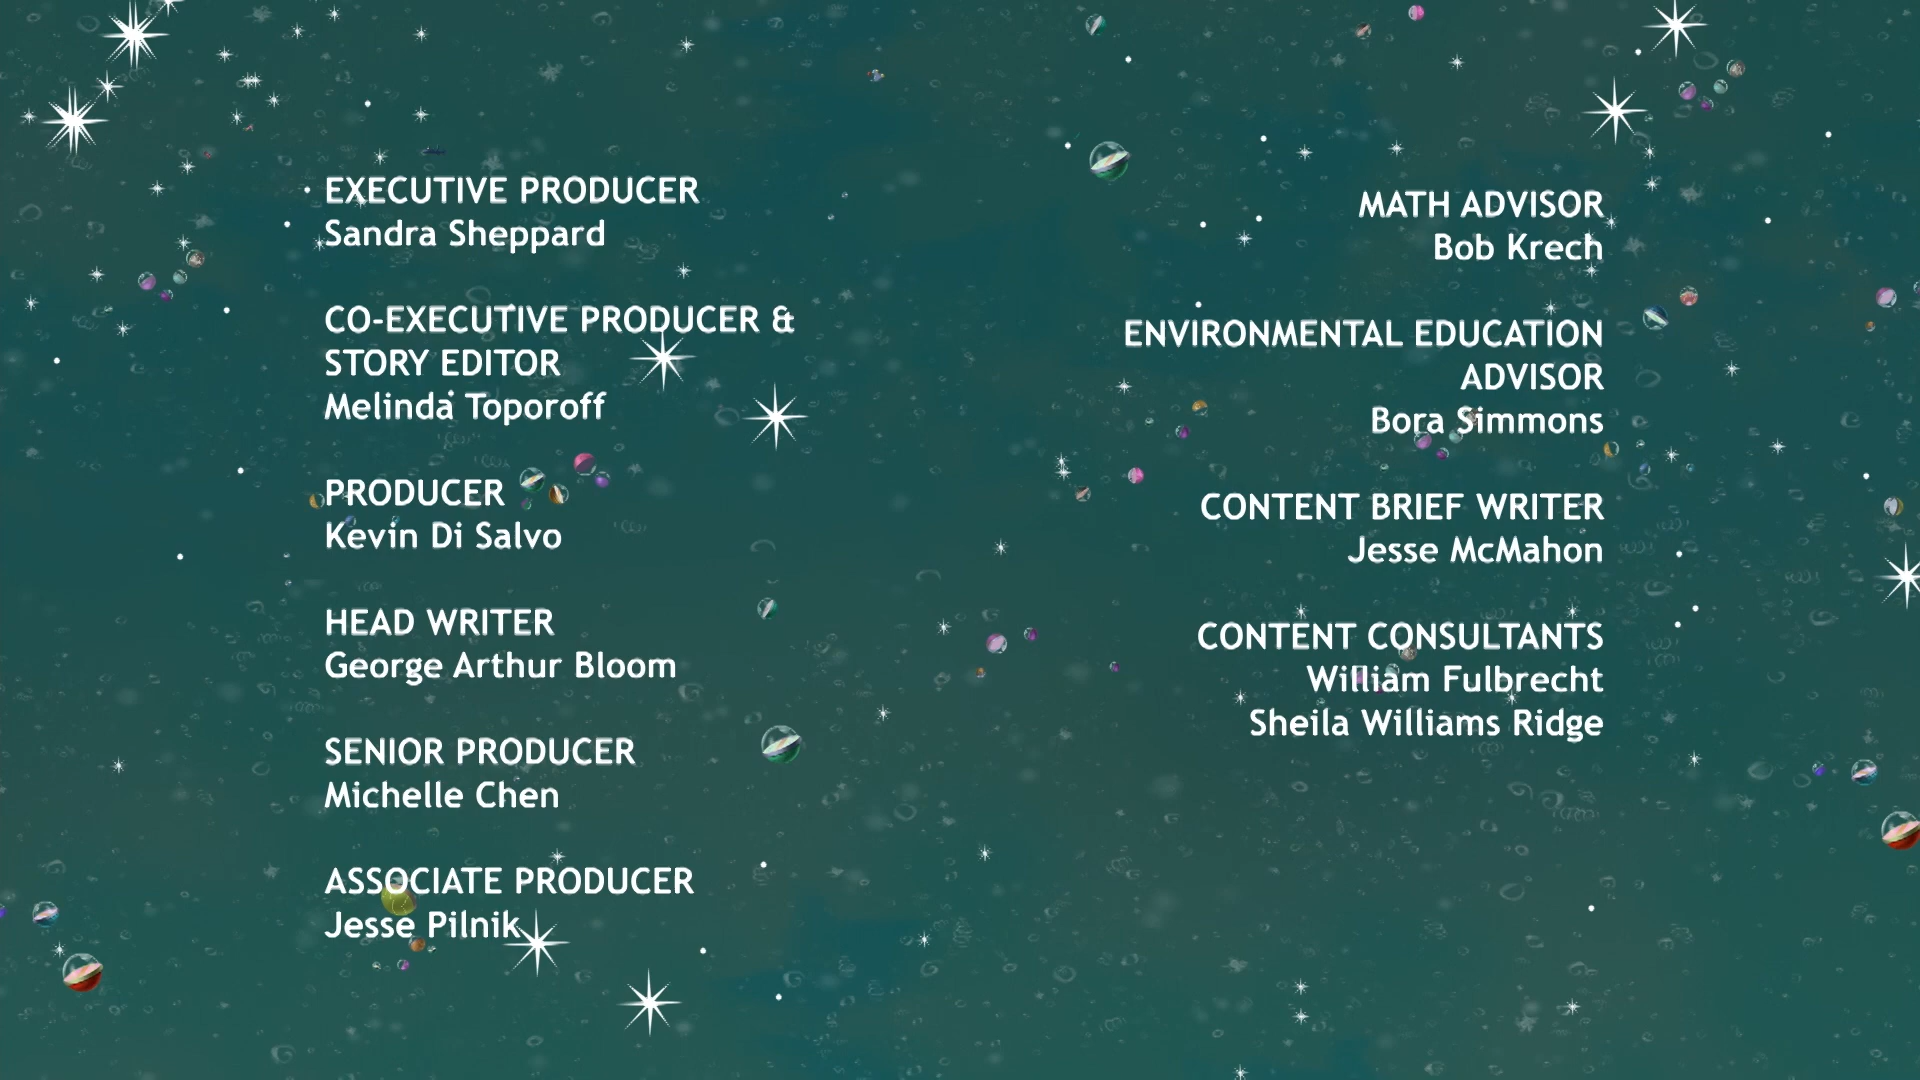 EXECUTIVE PRODUCER
Sandra Sheppard
CO-EXECUTIVE PRODUCER &
STORY EDITOR
Melinda Toporoff
PRODUCER
Kevin Di Salvo
HEAD WRITER
George Arthur Bloom
SENIOR PRODUCER
Michelle Chen
ASSOCIATE PRODUCER
Jesse Pilnik
MATH ADVISOR
Bob Krech
ENVIRONMENTAL EDUCATION
ADVISOR
Bora Simmons
CONTENT BRIEF WRITER
Jesse McMahon
CONTENT CONSULTANTS
William Fulbrecht
Sheila Williams Ridge